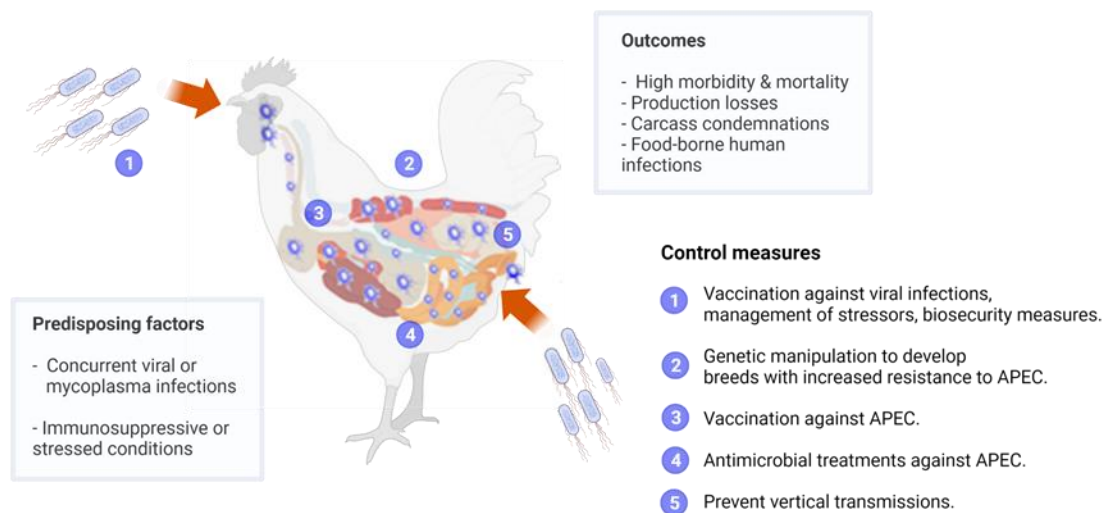 Outcomes
- High morbidity & mortality
- Production losses
- Carcass condemnations
- Food-borne human
infections
1
2
3
5
4
Predisposing factors
- Concurrent viral or
mycoplasma infections
- Immunosuppressive or
stressed conditions
Control measures
1 Vaccination against viral infections,
management of stressors, biosecurity measures.
2 Genetic manipulation to develop
breeds with increased resistance to APEC.
3 Vaccination against APEC.
4 Antimicrobial treatments against APEC.
5 Prevent vertical transmissions.